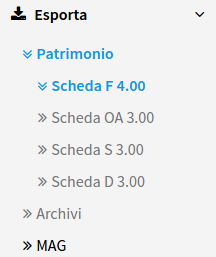 Esporta
Patrimonio
Scheda F 4.00
Scheda OA 3.00
Scheda S 3.00
Scheda D 3.00
Archivi
MAG